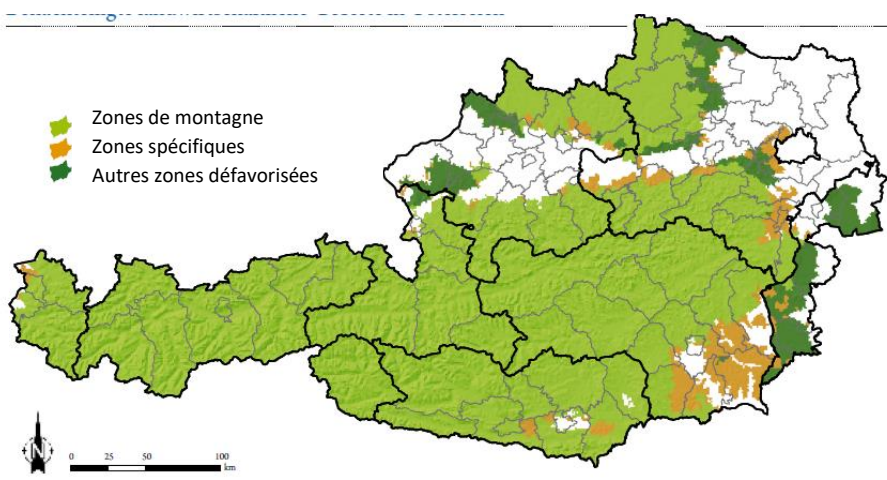 Zones de montagne
Zones spécifiques
Autres zones défavorisées
N
0 25 50 100
km